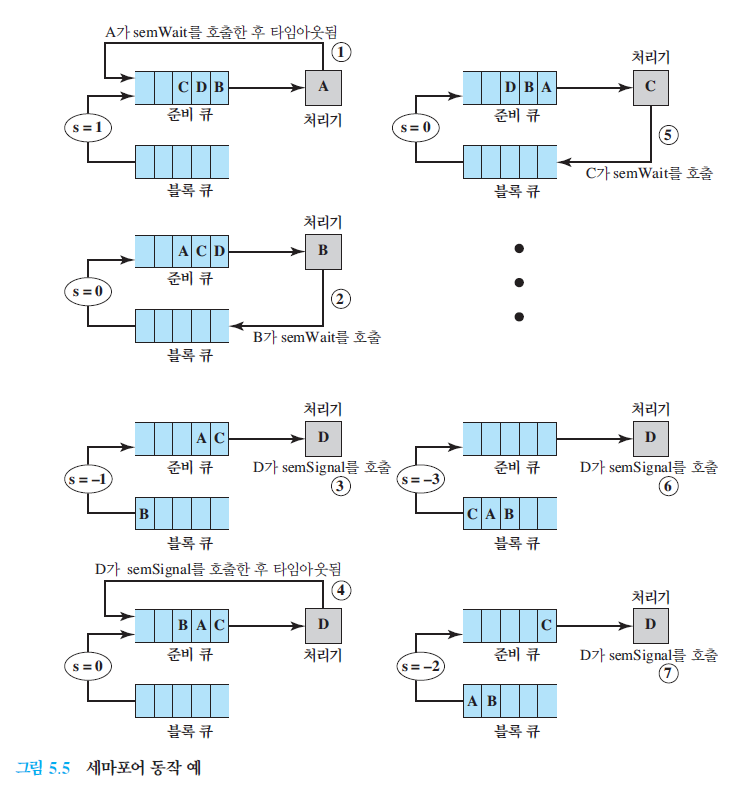 A가 semWait를 호출한 후 타임아웃됨
①
C D B
A
준비 큐
처리기
s = 1
블록 큐
처리기
A C D
B
준비 큐
s = 0
②
B가 semWait를 호출
블록 큐
처리기
A C
D
준비 큐
D가 semSignal를 호출
s = –1
③
B
블록 큐
D가 semSignal를 호출한 후 타임아웃됨
④
B A C
D
준비 큐
처리기
s = 0
블록 큐
처리기
D B A
C
준비 큐
s = 0
⑤
C가 semWait를 호출
블록 큐
처리기
D
준비 큐
D가 semSignal를 호출
s = –3
⑥
C A B
블록 큐
처리기
C
D
준비 큐
D가 semSignal를 호출
s = –2
⑦
A B
블록 큐
그림 5.5 세마포어 동작 예